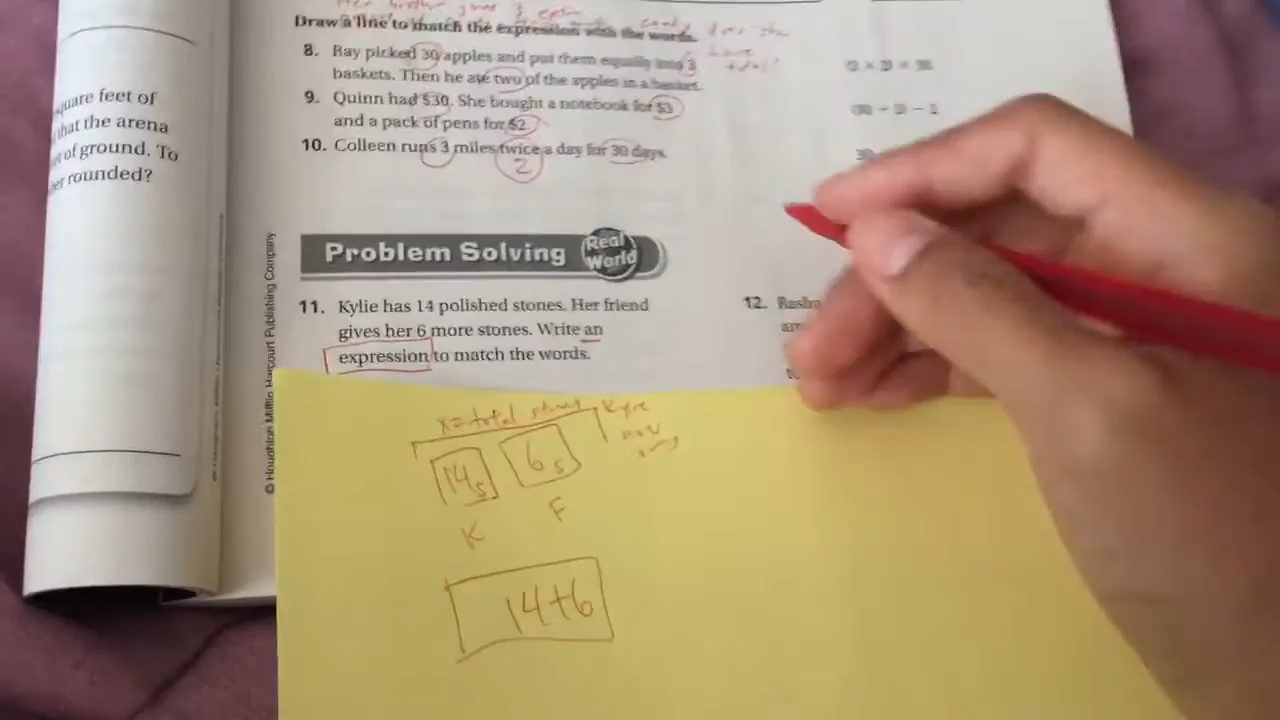 quare feet of
that the arena
of ground. To
er rounded?
© Houghton Mifflin Harcourt Publishing Company
Draw a line to match the expression with the words.
8. Ray picked 30 apples and put them equally into 3
baskets. Then he ate two of the apples in a basket.
9. Quinn had $30. She bought a notebook for $3
and a pack of pens for $2
10. Colleen runs 3 miles twice a day for 30 days.
2
Problem Solving Real World
11. Kylie has 14 polished stones. Her friend
gives her 6 more stones. Write an
expression to match the words.
12.
x=total
14s 6s
K F
14+6